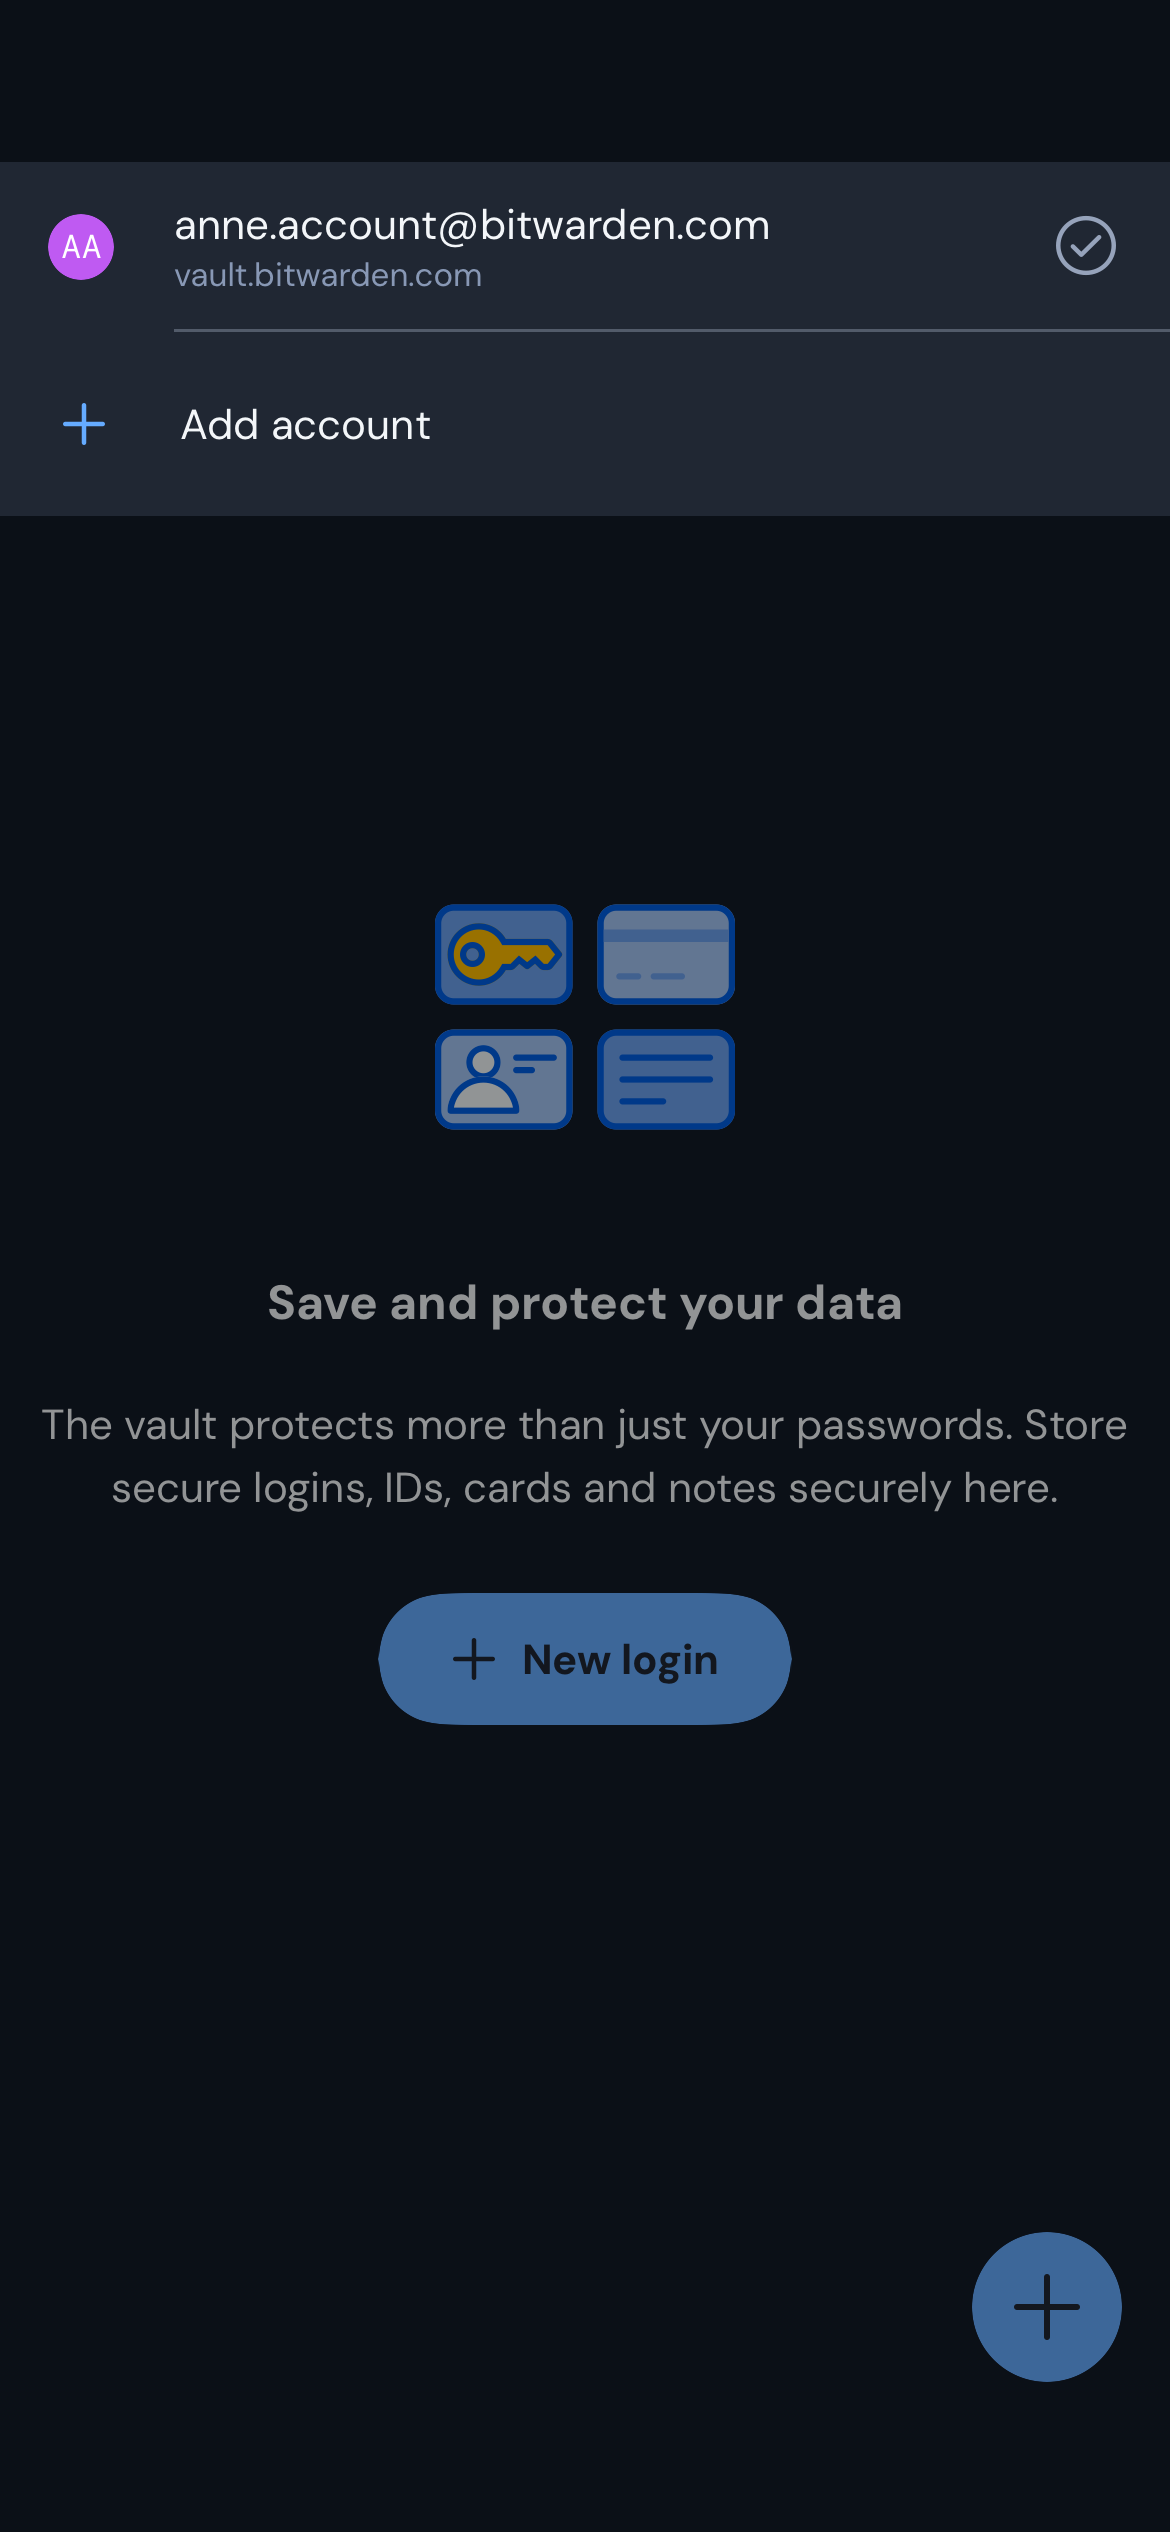 AA
anne.account@bitwarden.com
vault.bitwarden.com
Add account
Save and protect your data
The vault protects more than just your passwords. Store
secure logins, IDs, cards and notes securely here.
New login